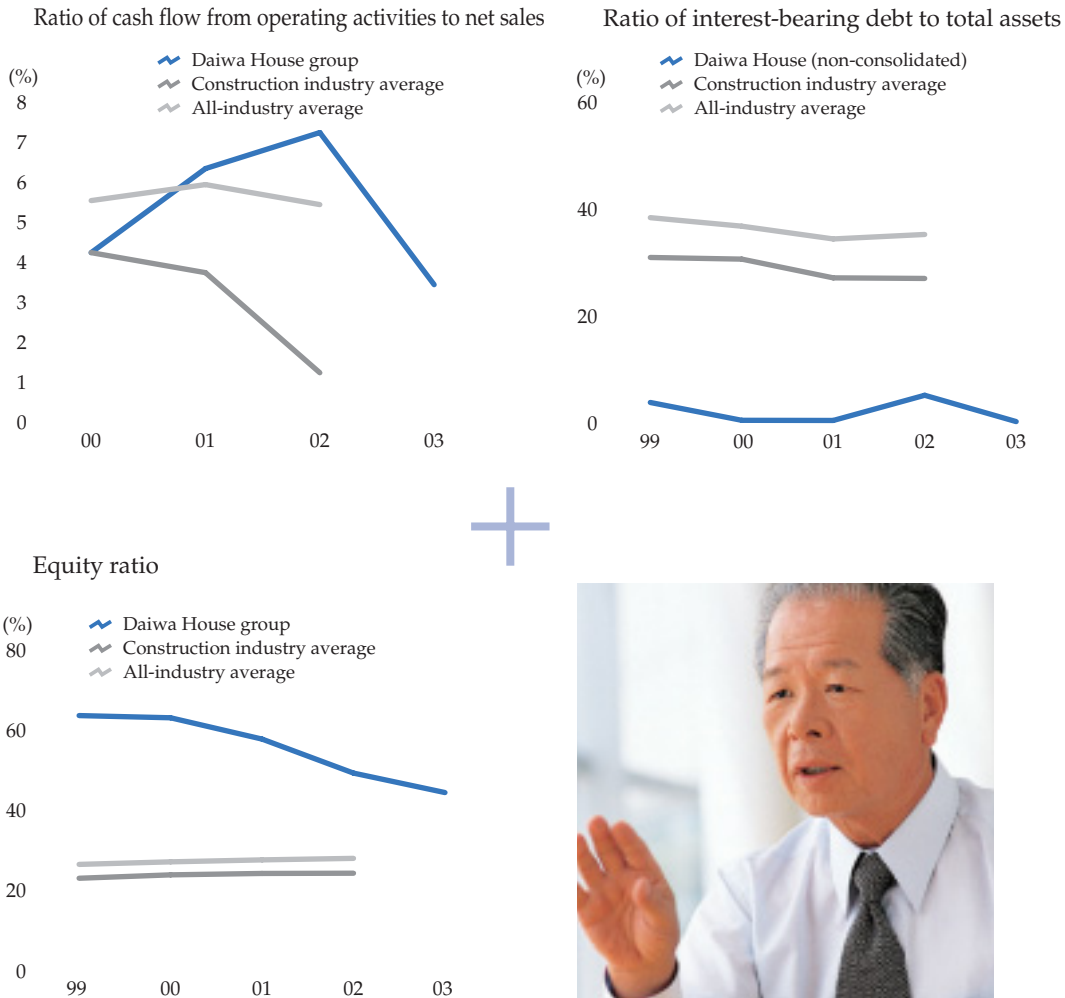 Ratio of cash flow from operating activities to net sales
Daiwa House group
Construction industry average
All-industry average
(%)
8
7
6
5
4
3
2
1
0
00 01 02 03
Ratio of interest-bearing debt to total assets
Daiwa House (non-consolidated)
Construction industry average
All-industry average
(%)
60
40
20
0
99 00 01 02 03
Equity ratio
Daiwa House group
Construction industry average
All-industry average
(%)
80
60
40
20
0
99 00 01 02 03